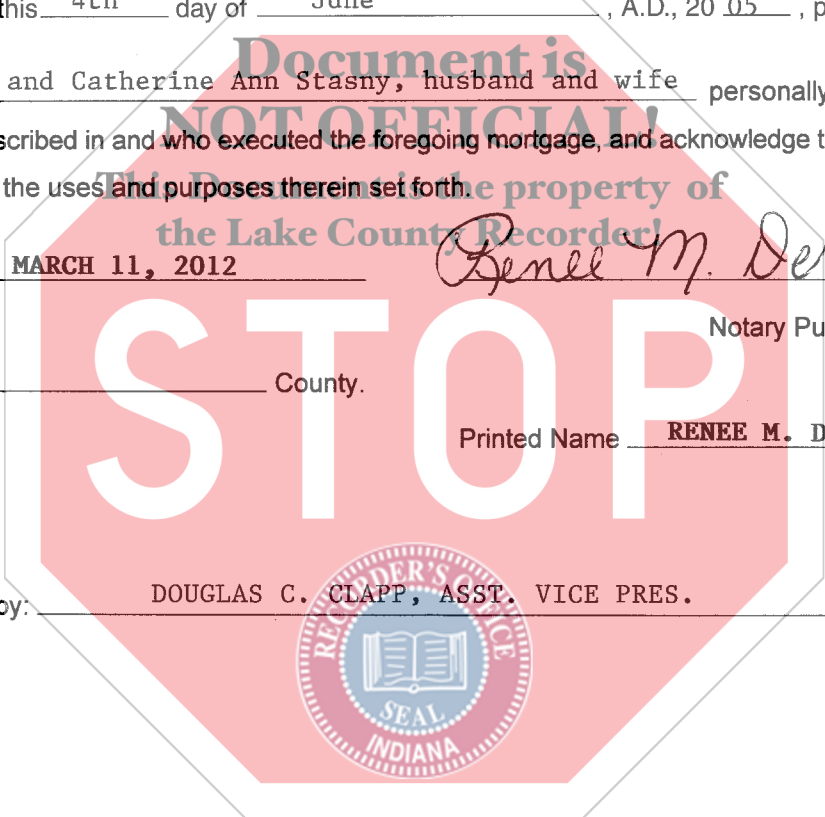 this 4th day of June , A.D., 20 05 , p
Document is
and Catherine Ann Stasny, husband and wife personally
NOT OFFICIAL!
scribed in and who executed the foregoing mortgage, and acknowledge t
the uses and purposes therein set forth.
This Document is the property of
the Lake County Recorder!
MARCH 11, 2012 Renee M. De
Notary Pu
STOP
County.
Printed Name RENEE M. D
by: DOUGLAS C. CLAPP, ASST. VICE PRES.
RECORDER'S OFFICE
SEAL
INDIANA